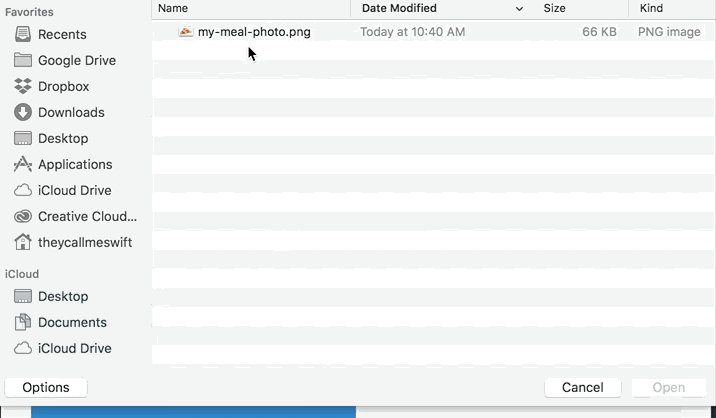 Favorites
Recents
Google Drive
Dropbox
Downloads
Desktop
Applications
iCloud Drive
Creative Cloud...
theycallmeswift
iCloud
Desktop
Documents
iCloud Drive
Name Date Modified Size Kind
my-meal-photo.png Today at 10:40 AM 66 KB PNG image
Options Cancel Open